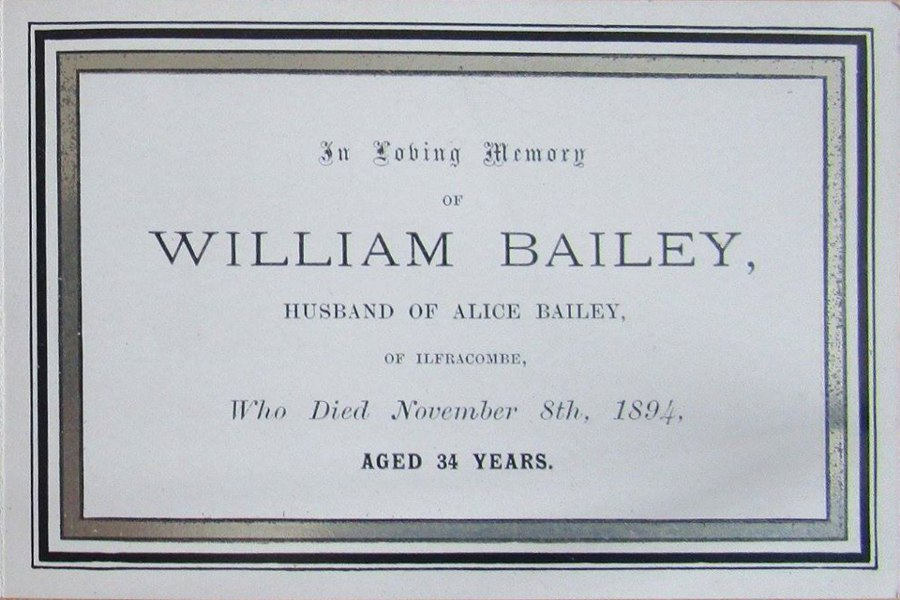 In Loving Memory
OF
WILLIAM BAILEY,
HUSBAND OF ALICE BAILEY,
OF ILFRACOMBE,
Who Died November 8th, 1894,
AGED 34 YEARS.